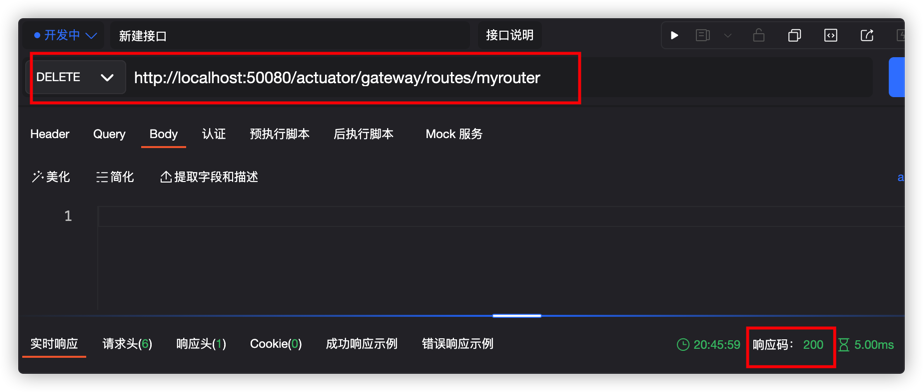 开发中 新建接口 接口说明
DELETE http://localhost:50080/actuator/gateway/routes/myrouter
Header Query Body 认证 预执行脚本 后执行脚本 Mock 服务
美化 简化 提取字段和描述 a
1
实时响应 请求头(6) 响应头(1) Cookie(0) 成功响应示例 错误响应示例 20:45:59 响应码： 200 5.00ms